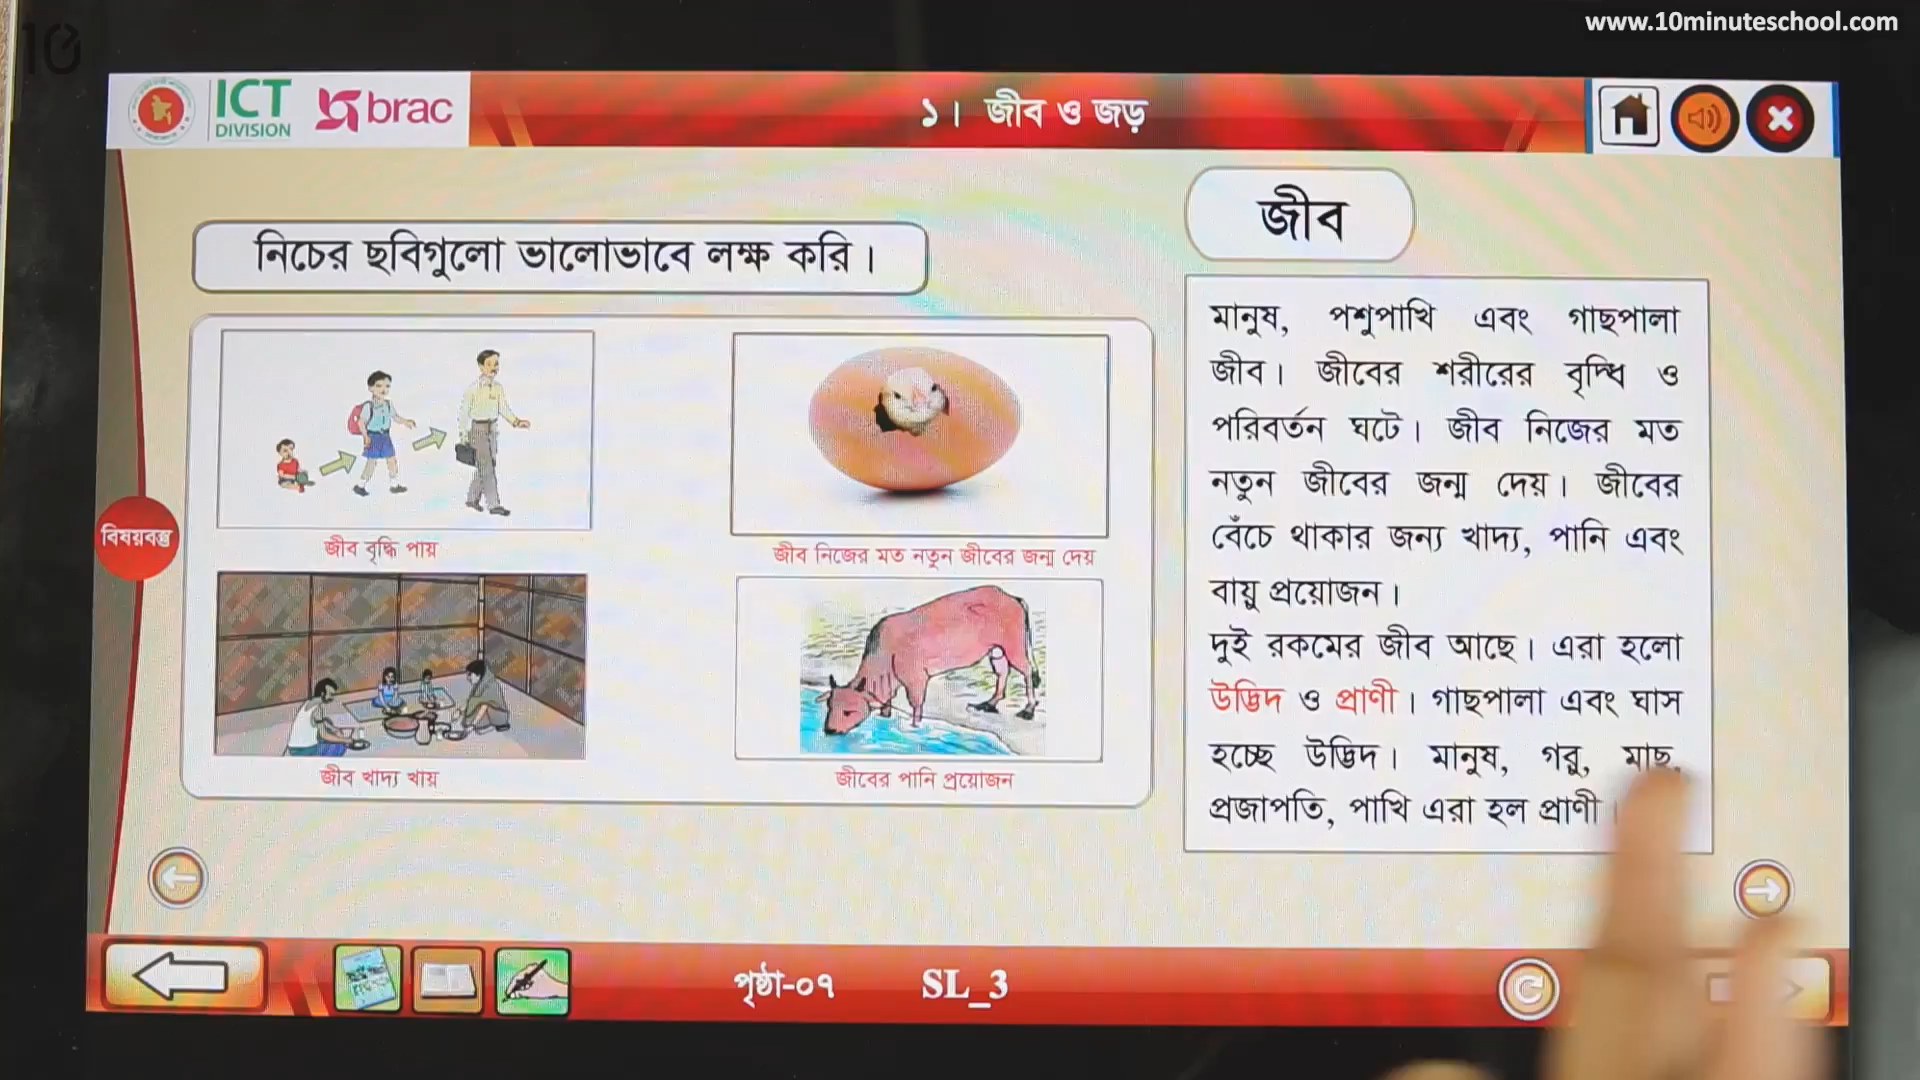 www.10minuteschool.com
10
ICT
DIVISION
brac
১। জীব ও জড়
নিচের ছবিগুলো ভালোভাবে লক্ষ করি।
জীব বৃদ্ধি পায়
জীব নিজের মত নতুন জীবের জন্ম দেয়
জীব খাদ্য খায়
জীবের পানি প্রয়োজন
বিষয়বস্তু
জীব
মানুষ, পশুপাখি এবং গাছপালা
জীব। জীবের শরীরের বৃদ্ধি ও
পরিবর্তন ঘটে। জীব নিজের মত
নতুন জীবের জন্ম দেয়। জীবের
বেঁচে থাকার জন্য খাদ্য, পানি এবং
বায়ু প্রয়োজন।
দুই রকমের জীব আছে। এরা হলো
উদ্ভিদ ও প্রাণী। গাছপালা এবং ঘাস
হচ্ছে উদ্ভিদ। মানুষ, গরু, মাছ,
প্রজাপতি, পাখি এরা হল প্রাণী।
পৃষ্ঠা-০৭
SL_3